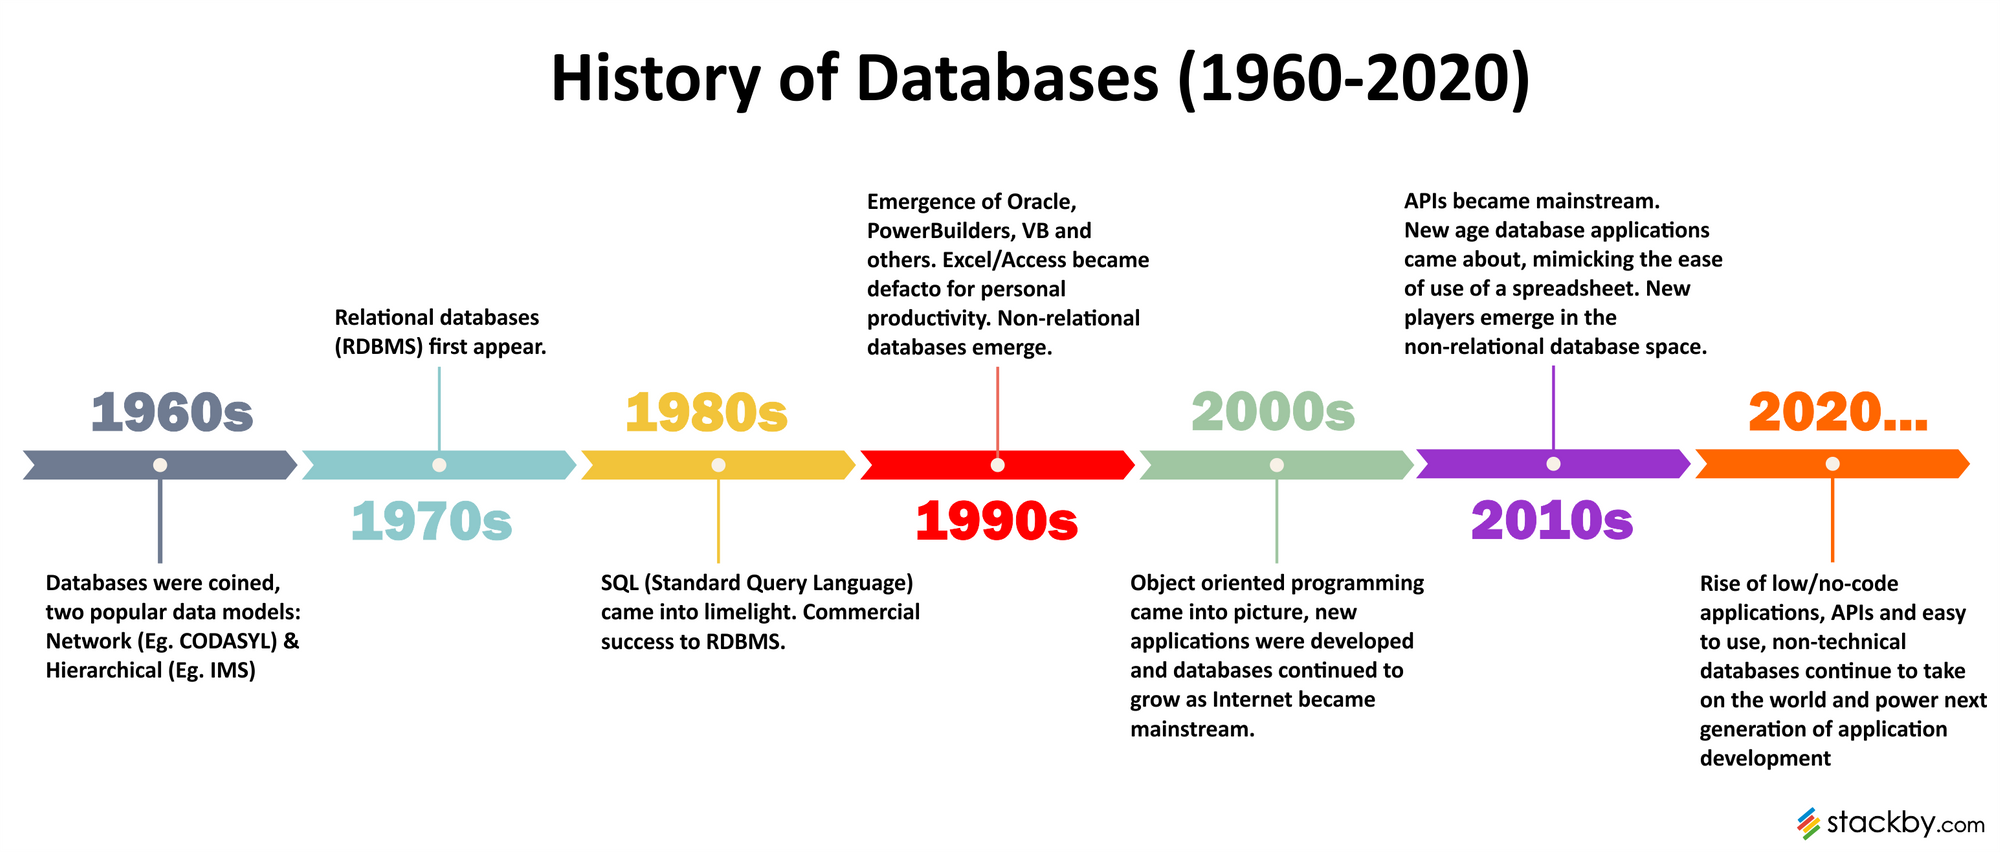 History of Databases (1960-2020)
1960s
Databases were coined,
two popular data models:
Network (Eg. CODASYL) &
Hierarchical (Eg. IMS)
Relational databases
(RDBMS) first appear.
1970s
1980s
SQL (Standard Query Language)
came into limelight. Commercial
success to RDBMS.
Emergence of Oracle,
PowerBuilders, VB and
others. Excel/Access became
defacto for personal
productivity. Non-relational
databases emerge.
1990s
2000s
Object oriented programming
came into picture, new
applications were developed
and databases continued to
grow as Internet became
mainstream.
APIs became mainstream.
New age database applications
came about, mimicking the ease
of use of a spreadsheet. New
players emerge in the
non-relational database space.
2010s
2020...
Rise of low/no-code
applications, APIs and easy
to use, non-technical
databases continue to take
on the world and power next
generation of application
development
stackby.com